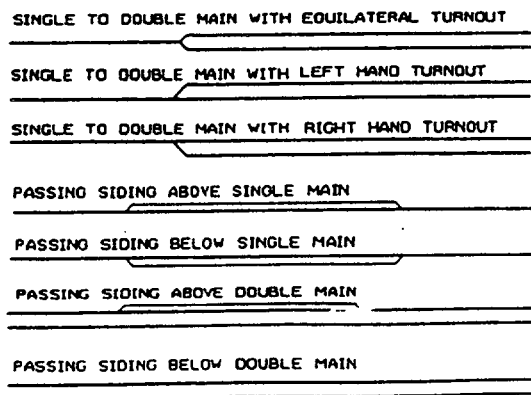 SINGLE TO DOUBLE MAIN WITH EQUILATERAL TURNOUT
SINGLE TO DOUBLE MAIN WITH LEFT HAND TURNOUT
SINGLE TO DOUBLE MAIN WITH RIGHT HAND TURNOUT
PASSING SIDING ABOVE SINGLE MAIN
PASSING SIDING BELOW SINGLE MAIN
PASSING SIDING ABOVE DOUBLE MAIN
PASSING SIDING BELOW DOUBLE MAIN